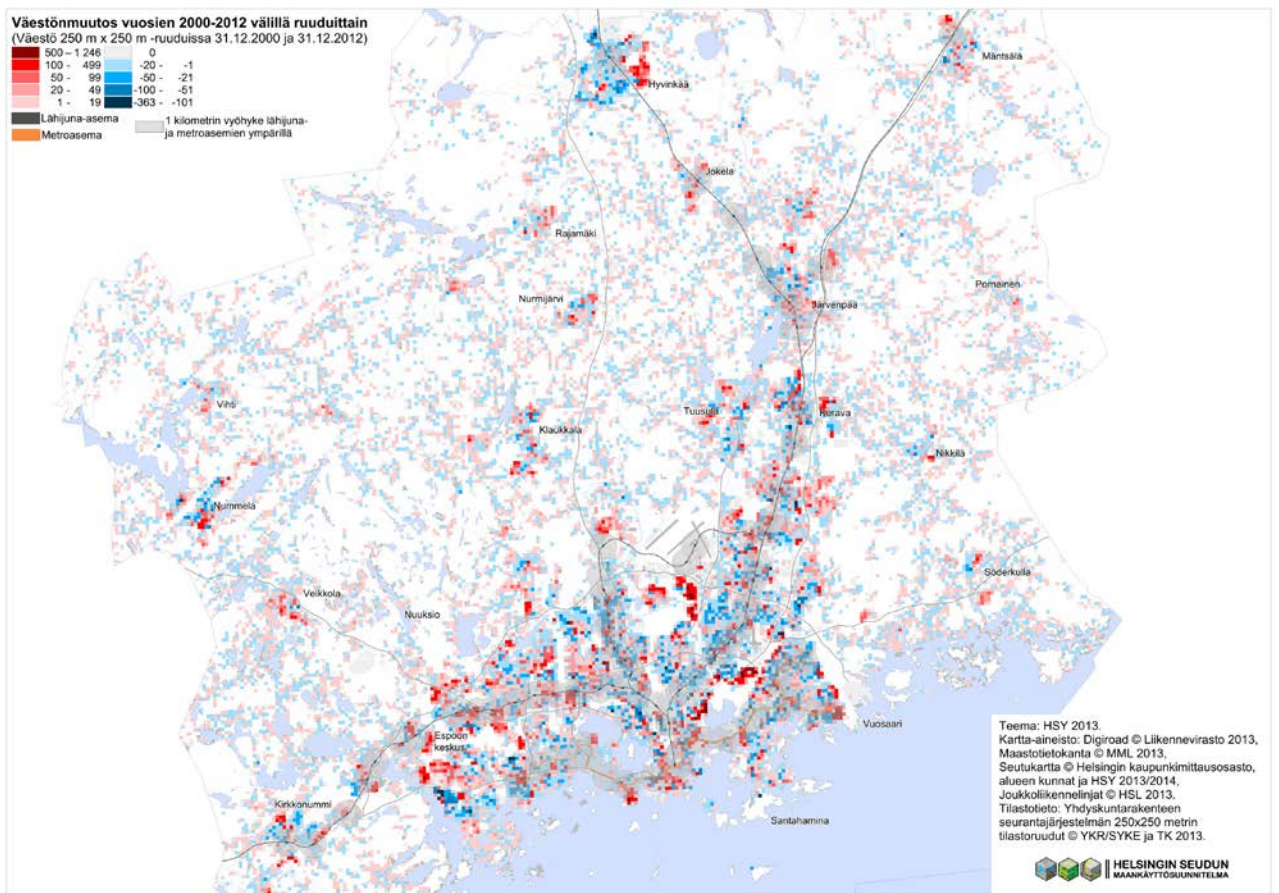 Väestönmuutos vuosien 2000-2012 välillä ruuduittain
(Väestö 250 m x 250 m -ruuduissa 31.12.2000 ja 31.12.2012)
500 – 1 246 0
100 - 499 -20 - -1
50 - 99 -50 - -21
20 - 49 -100 - -51
1 - 19 -363 - -101
Lähijuna-asema
Metroasema
1 kilometrin vyöhyke lähijuna-
ja metroasemien ympärillä
Mäntsälä
Hyvinkää
Jokela
Rajamäki
Pornainen
Nurmijärvi
Järvenpää
Vihti
Tuusula
Kerava
Klaukkala
Nikkilä
Nummela
Söderkulla
Veikkola
Nuuksio
Vuosaari
Espoon
keskus
Kirkkonummi
Santahamina
Teema: HSY 2013.
Kartta-aineisto: Digiroad © Liikennevirasto 2013,
Maastotietokanta © MML 2013,
Seutukartta © Helsingin kaupunkimittausosasto,
alueen kunnat ja HSY 2013/2014,
Joukkoliikennelinjat © HSL 2013.
Tilastotieto: Yhdyskuntarakenteen
seurantajärjestelmän 250x250 metrin
tilastoruudut © YKR/SYKE ja TK 2013.
HELSINGIN SEUDUN
MAANKÄYTTÖSUUNNITELMA